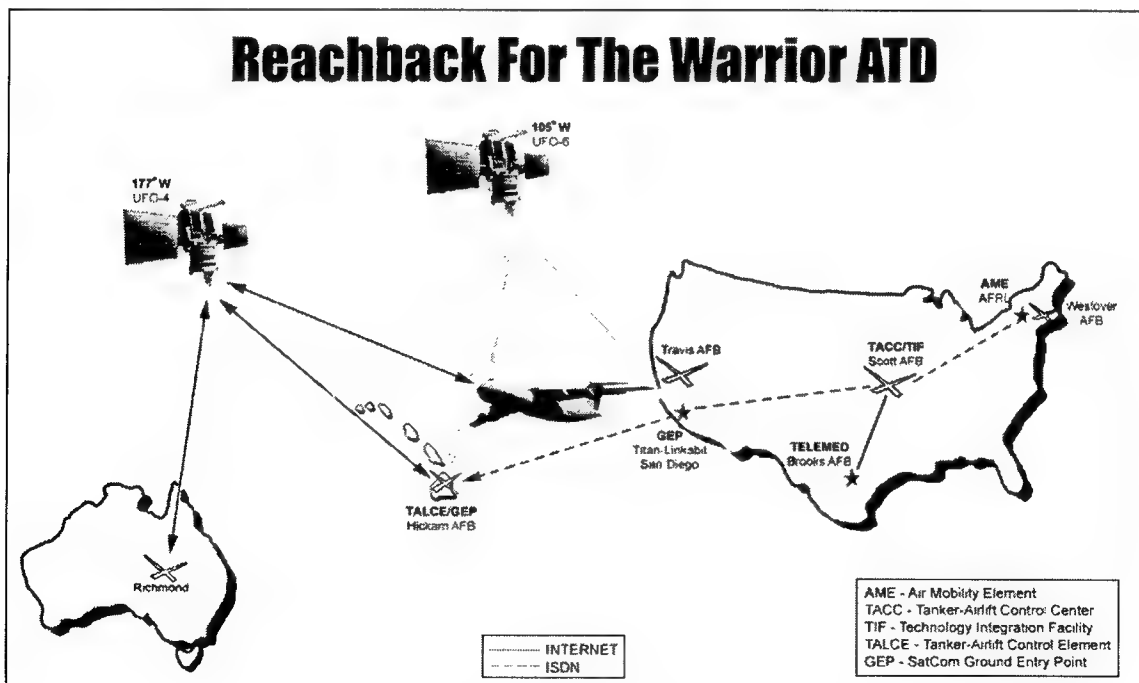 Reachback For The Warrior ATD
105° W
UFO-6
177° W
UFO-4
AME
AFRL
Westover
AFB
Travis AFB
TACC/TIF
Scott AFB
GEP
Titan-Linkabit
San Diego
TELEMED
Brooks AFB
TALCE/GEP
Hickam AFB
Richmond
AME - Air Mobility Element
TACC - Tanker-Airlift Control Center
TIF - Technology Integration Facility
TALCE - Tanker-Airlift Control Element
GEP - SatCom Ground Entry Point
INTERNET
ISDN